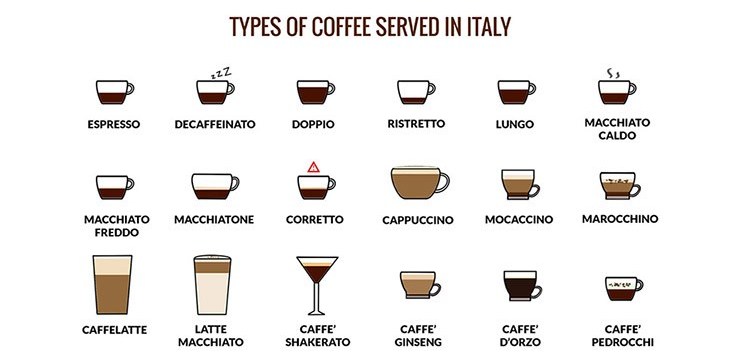 TYPES OF COFFEE SERVED IN ITALY
zzZ
ESPRESSO
DECAFFEINATO
DOPPIO
RISTRETTO
LUNGO
MACCHIATO
CALDO
MACCHIATO
FREDDO
MACCHIATONE
CORRETTO
CAPPUCCINO
MOCACCINO
MAROCCHINO
CAFFELATTE
LATTE
MACCHIATO
CAFFE'
SHAKERATO
CAFFE'
GINSENG
CAFFE'
D'ORZO
CAFFE'
PEDROCCHI